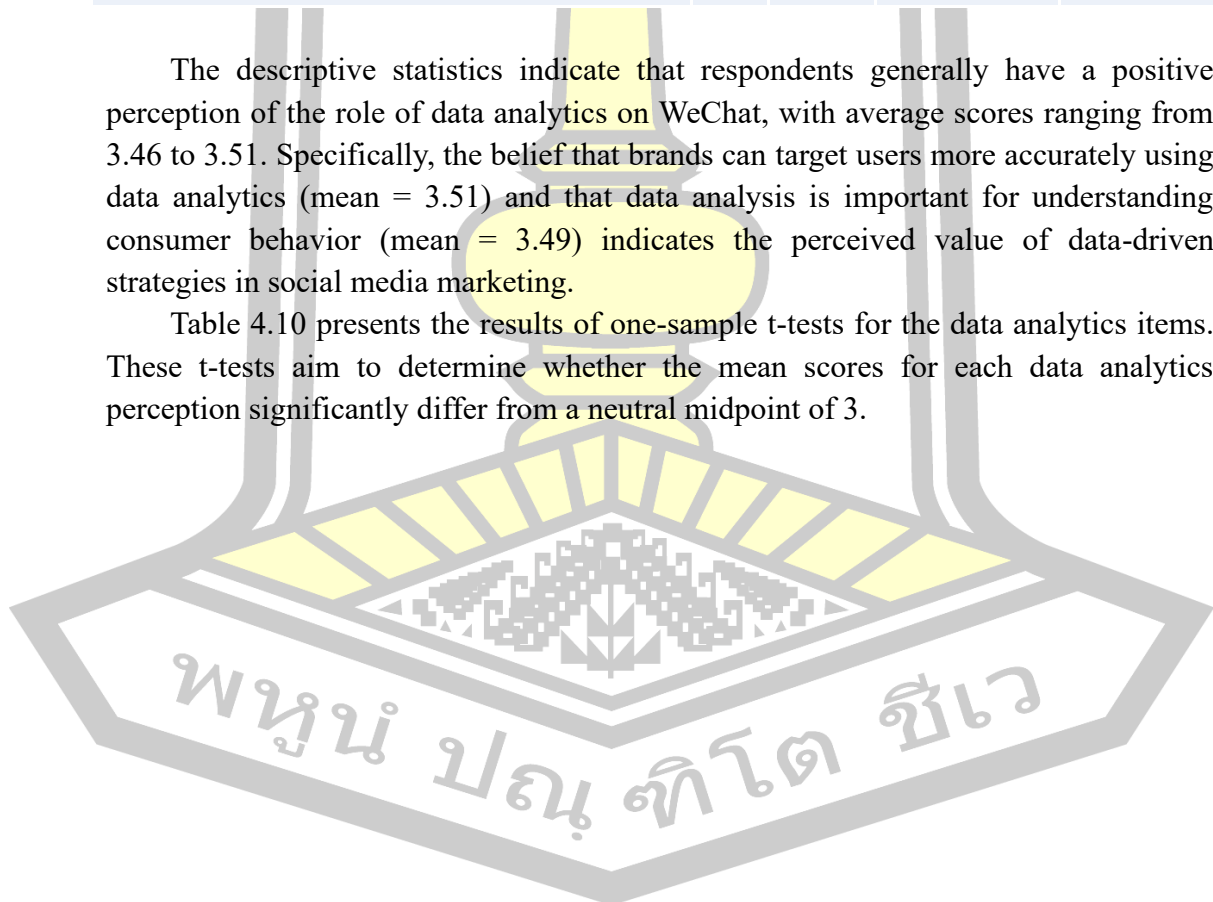 The descriptive statistics indicate that respondents generally have a positive
perception of the role of data analytics on WeChat, with average scores ranging from
3.46 to 3.51. Specifically, the belief that brands can target users more accurately using
data analytics (mean = 3.51) and that data analysis is important for understanding
consumer behavior (mean = 3.49) indicates the perceived value of data-driven
strategies in social media marketing.
Table 4.10 presents the results of one-sample t-tests for the data analytics items.
These t-tests aim to determine whether the mean scores for each data analytics
perception significantly differ from a neutral midpoint of 3.
พหูนํ ปณฺฑิโต ชีเว